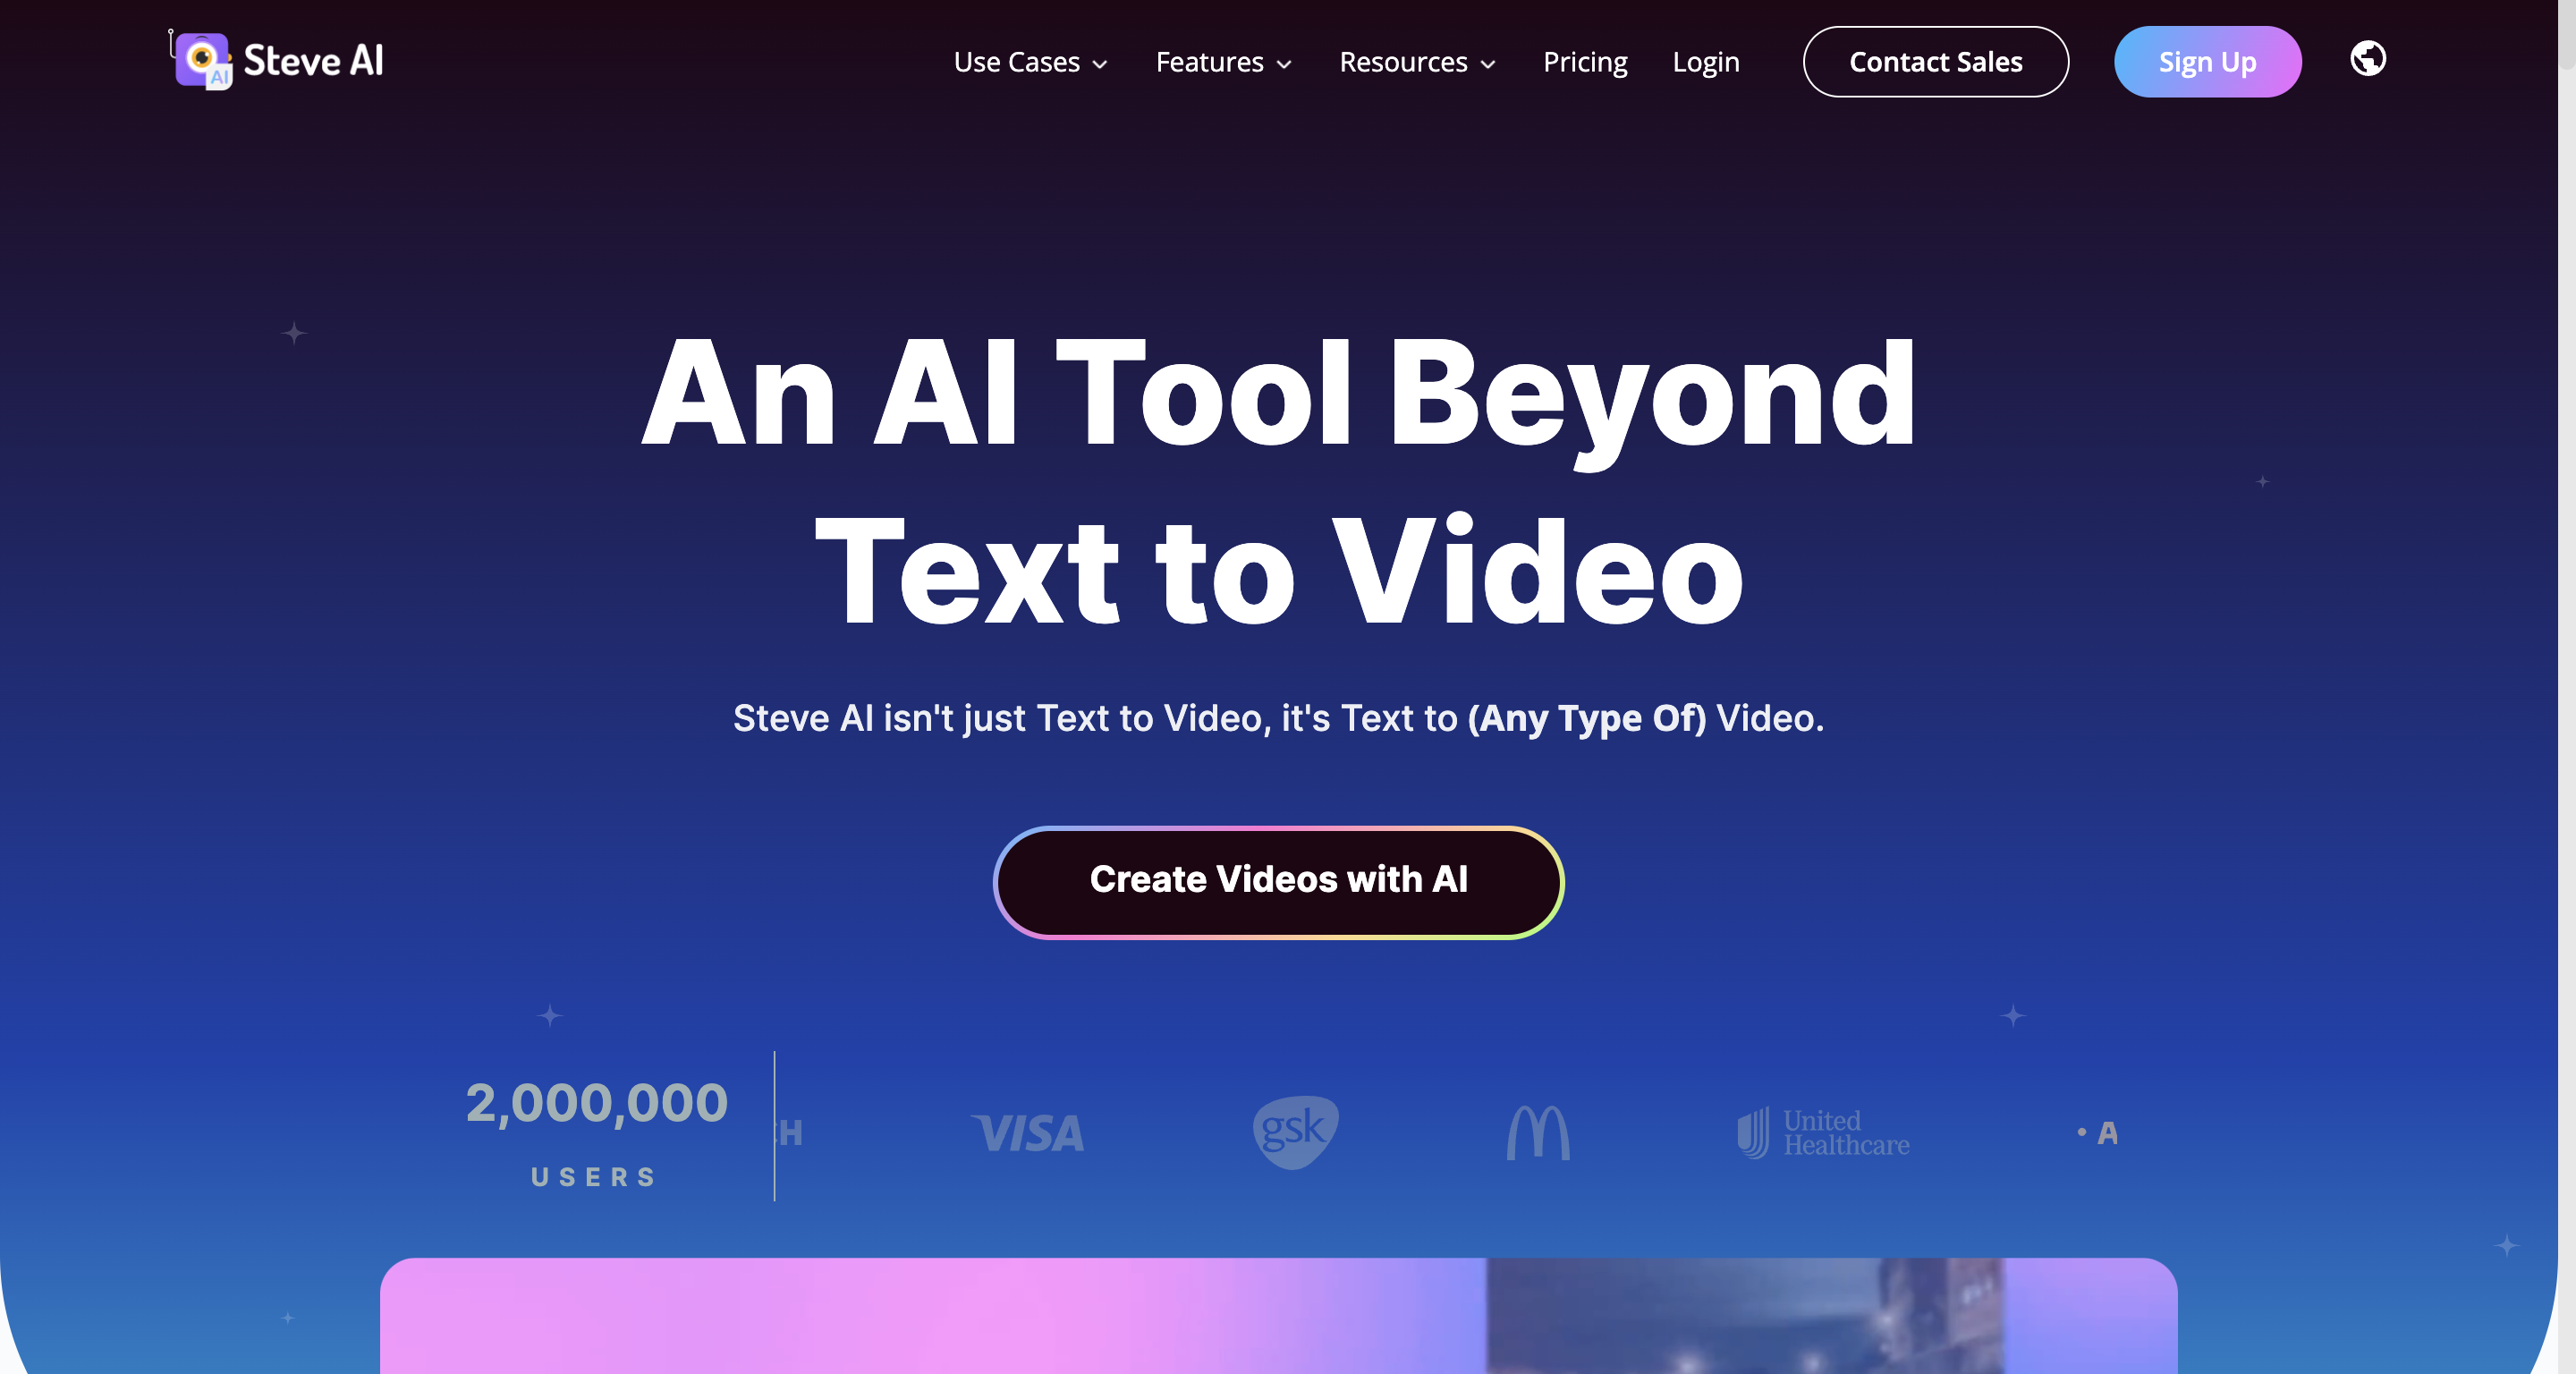 AI Steve AI
Use Cases Features Resources Pricing Login Contact Sales Sign Up
An AI Tool Beyond
Text to Video
Steve AI isn't just Text to Video, it's Text to (Any Type Of) Video.
Create Videos with AI
2,000,000
USERS
H VISA gsk United Healthcare A